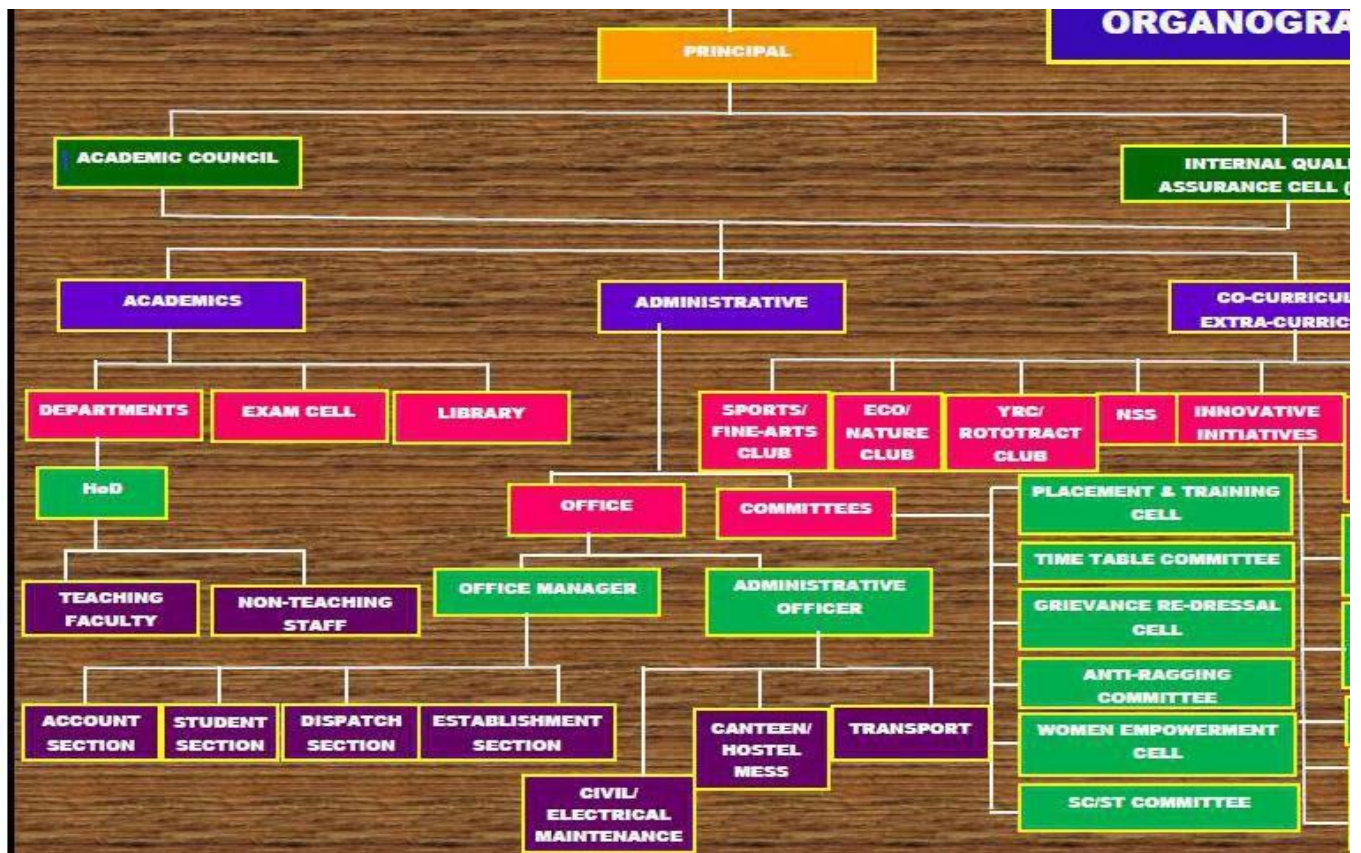 ORGANOGRA
PRINCIPAL
ACADEMIC COUNCIL
INTERNAL QUALI
ASSURANCE CELL (
ACADEMICS
ADMINISTRATIVE
CO-CURRICUL
EXTRA-CURRIC
DEPARTMENTS
EXAM CELL
LIBRARY
SPORTS/
FINE-ARTS
CLUB
ECO/
NATURE
CLUB
YRC/
ROTOTRACT
CLUB
NSS
INNOVATIVE
INITIATIVES
HoD
OFFICE
COMMITTEES
PLACEMENT & TRAINING
CELL
TIME TABLE COMMITTEE
GRIEVANCE RE-DRESSAL
CELL
ANTI-RAGGING
COMMITTEE
WOMEN EMPOWERMENT
CELL
SC/ST COMMITTEE
TEACHING
FACULTY
NON-TEACHING
STAFF
OFFICE MANAGER
ADMINISTRATIVE
OFFICER
ACCOUNT
SECTION
STUDENT
SECTION
DISPATCH
SECTION
ESTABLISHMENT
SECTION
CIVIL/
ELECTRICAL
MAINTENANCE
CANTEEN/
HOSTEL
MESS
TRANSPORT